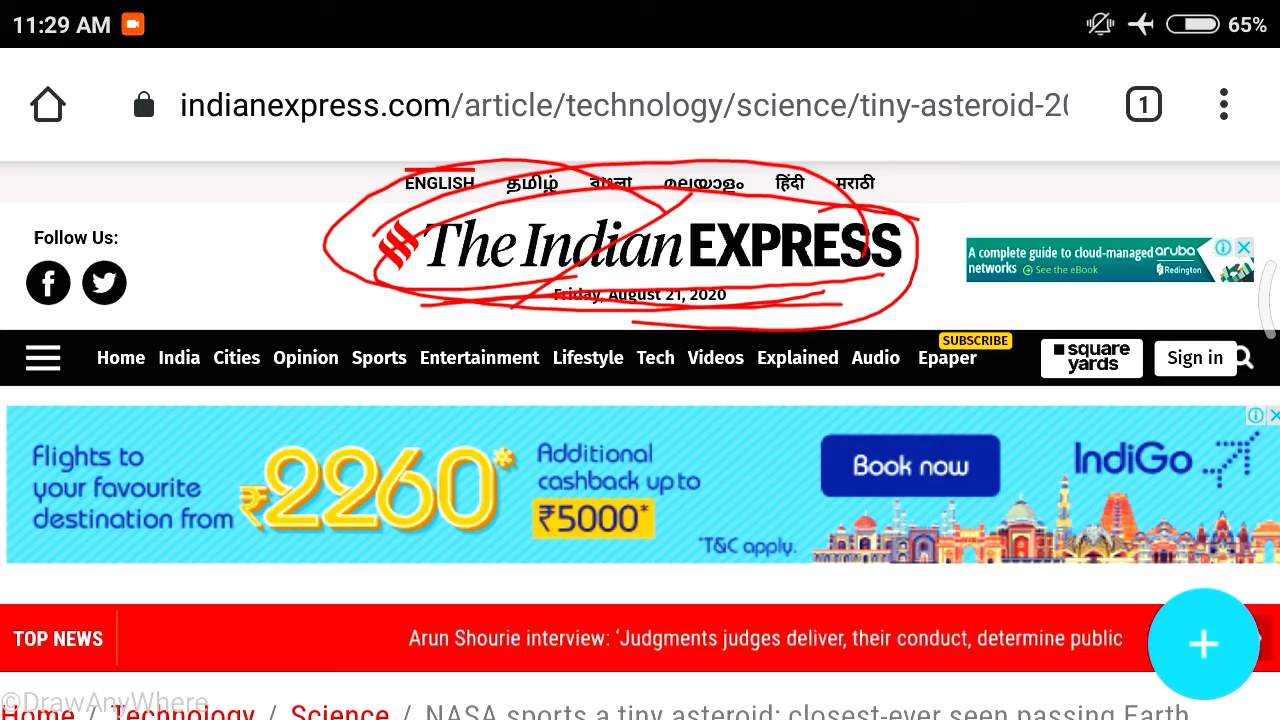 11:29 AM 65%
indianexpress.com/article/technology/science/tiny-asteroid-20 1
ENGLISH தமிழ் বাংলা മലയാളം हिंदी मराठी
Follow Us:
The Indian EXPRESS
Friday, August 21, 2020
A complete guide to cloud-managed networks
See the eBook
aruba
Redington
SUBSCRIBE
Home India Cities Opinion Sports Entertainment Lifestyle Tech Videos Explained Audio Epaper
square yards
Sign in
Flights to
your favourite
destination from
₹2260*
Additional
cashback up to
₹5000*
*T&C apply.
Book now
IndiGo
TOP NEWS Arun Shourie interview: ‘Judgments judges deliver, their conduct, determine public
©DrawAnyWhere
Home / Technology / Science / NASA sports a tiny asteroid: closest-ever seen passing Earth